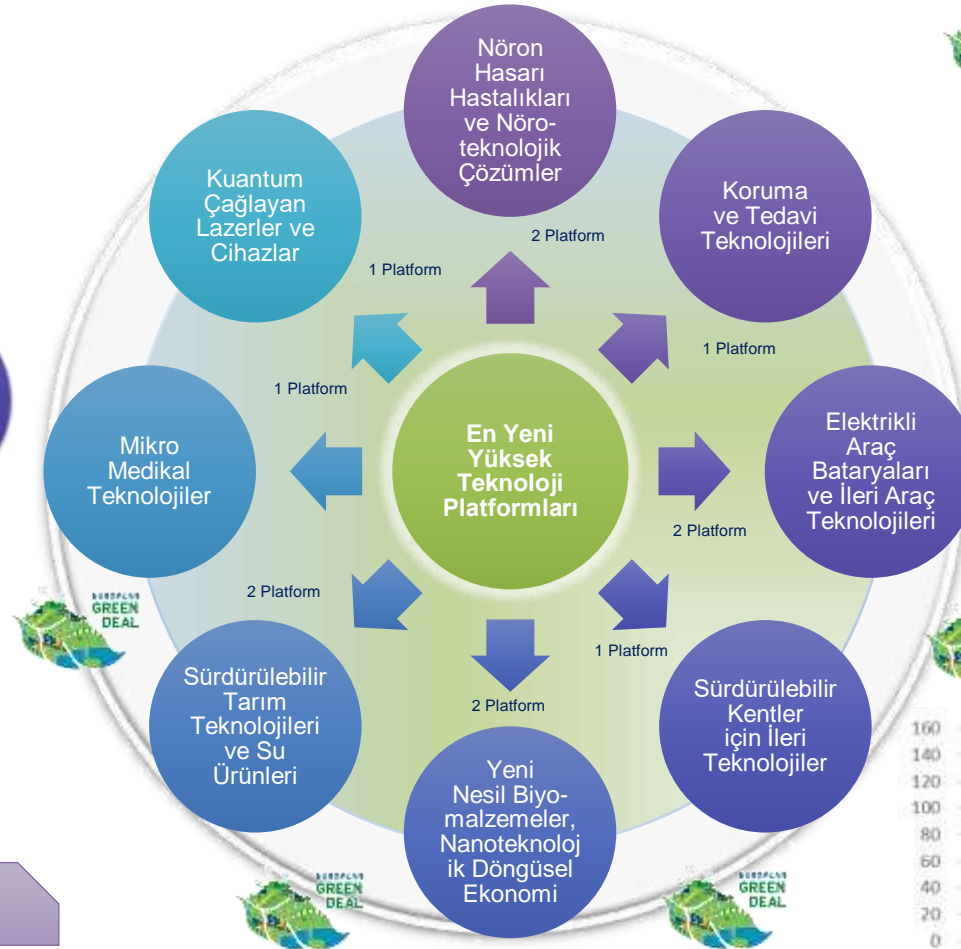 Nöron
Hasarı
Hastalıkları
ve Nöro-
teknolojik
Çözümler
Kuantum
Çağlayan
Lazerler ve
Cihazlar
Koruma
ve Tedavi
Teknolojileri
2 Platform
1 Platform
1 Platform
1 Platform
Mikro
Medikal
Teknolojiler
En Yeni
Yüksek
Teknoloji
Platformları
Elektrikli
Araç
Bataryaları
ve İleri Araç
Teknolojileri
2 Platform
2 Platform
1 Platform
2 Platform
EUROPEAN
GREEN
DEAL
Sürdürülebilir
Tarım
Teknolojileri
ve Su
Ürünleri
Sürdürülebilir
Kentler
için İleri
Teknolojiler
Yeni
Nesil Biyo-
malzemeler,
Nanoteknoloj
ik Döngüsel
Ekonomi
EUROPEAN
GREEN
DEAL
EUROPEAN
GREEN
DEAL
160
140
120
100
80
60
40
20
0